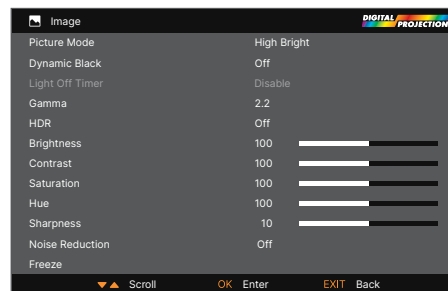 Image
DIGITAL PROJECTION
Picture Mode High Bright
Dynamic Black Off
Light Off Timer Disable
Gamma 2.2
HDR Off
Brightness 100
Contrast 100
Saturation 100
Hue 100
Sharpness 10
Noise Reduction Off
Freeze
Scroll OK Enter EXIT Back